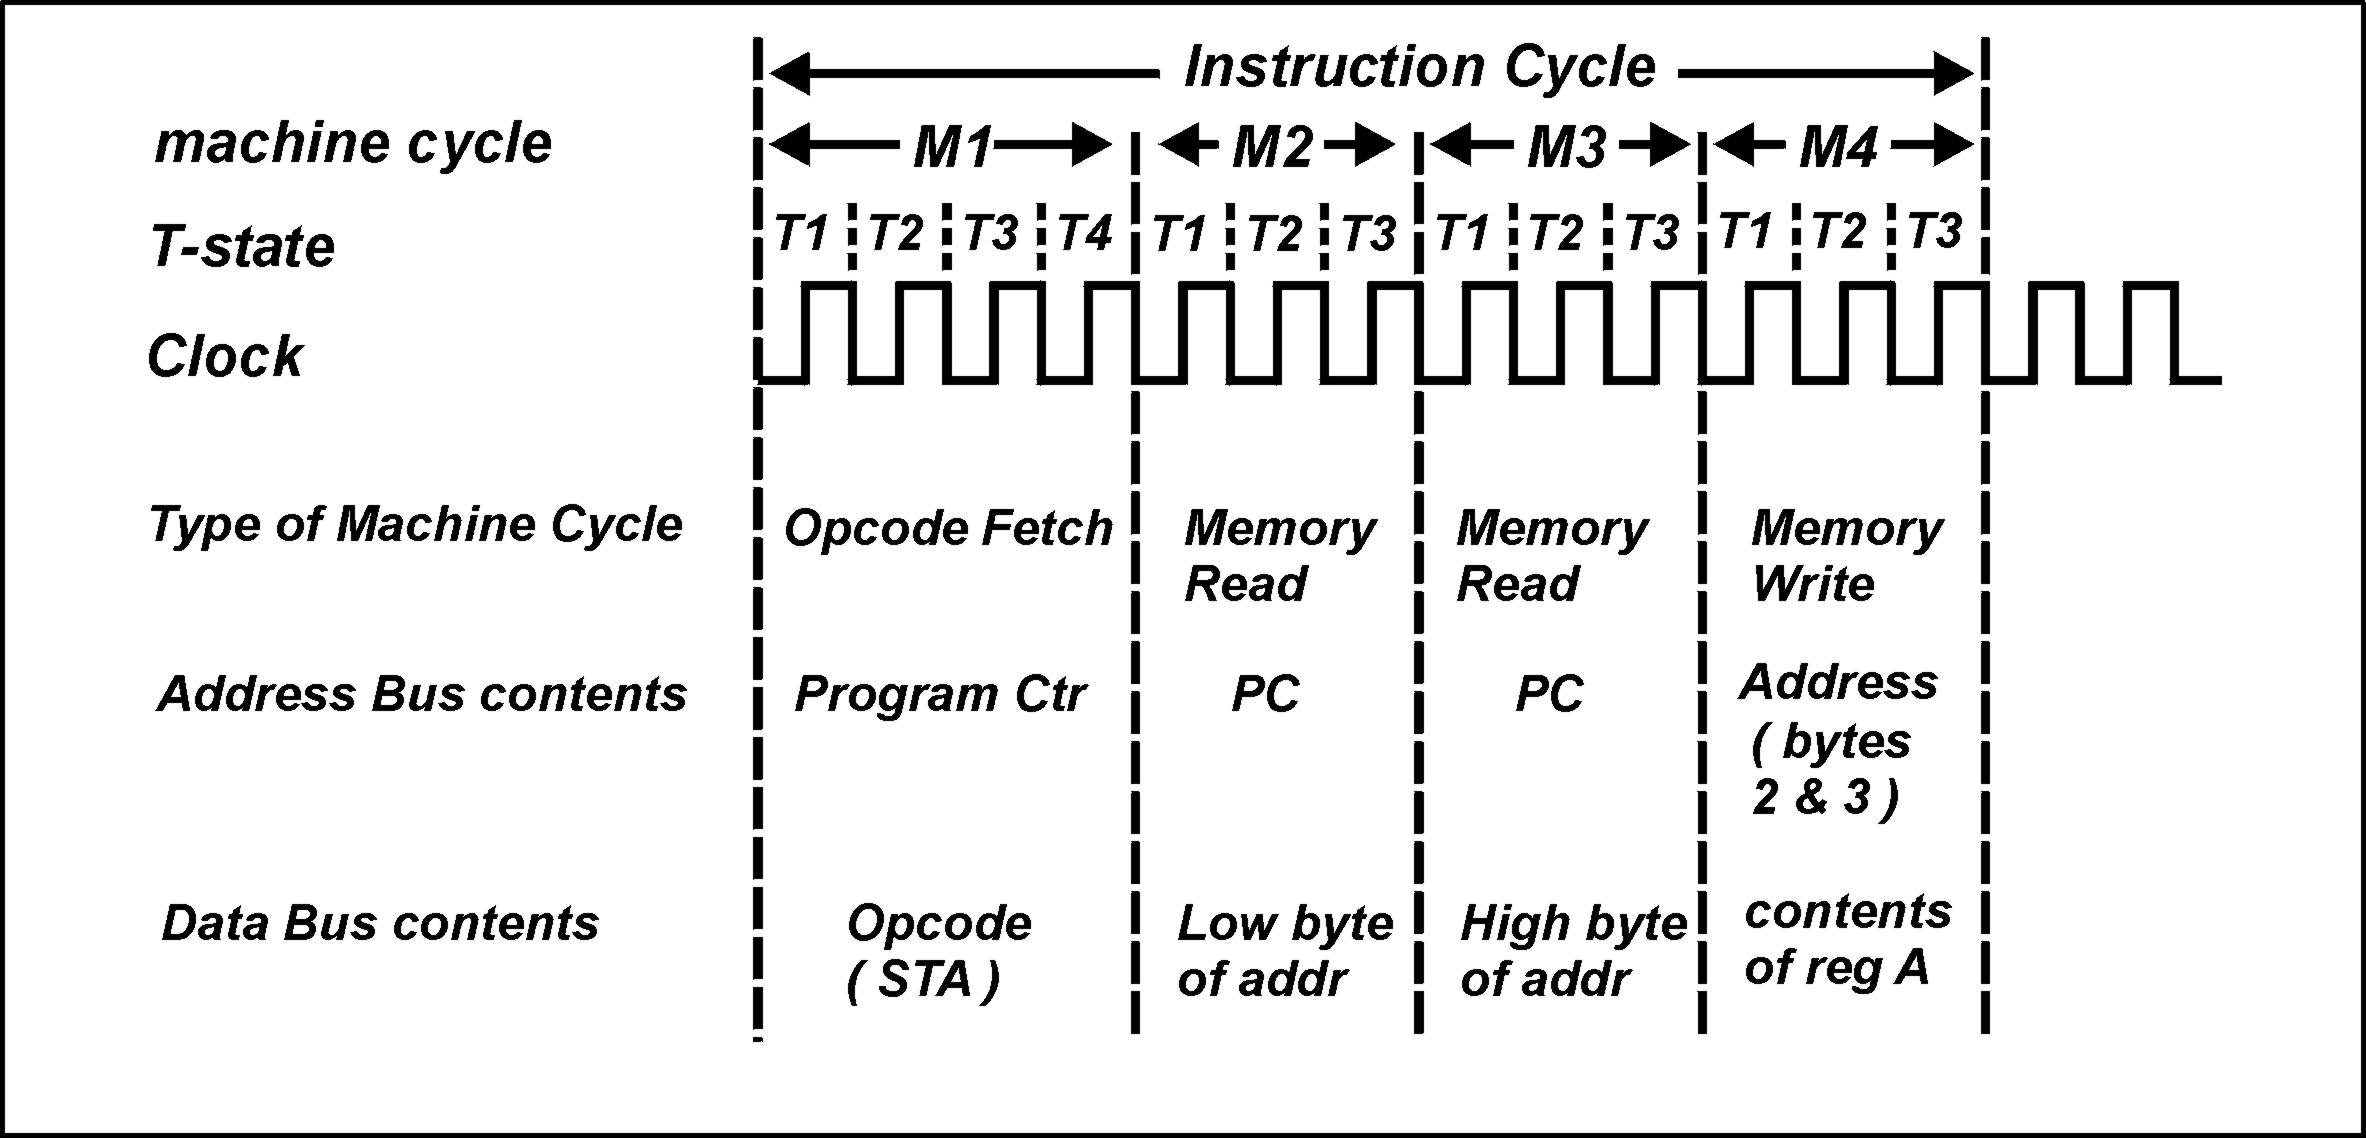 Instruction Cycle
machine cycle M1 M2 M3 M4
T-state T1 T2 T3 T4 T1 T2 T3 T1 T2 T3 T1 T2 T3
Clock
Type of Machine Cycle Opcode Fetch Memory Memory Memory
Read Read Write
Address Bus contents Program Ctr PC PC Address
( bytes
2 & 3 )
Data Bus contents Opcode Low byte High byte contents
( STA ) of addr of addr of reg A